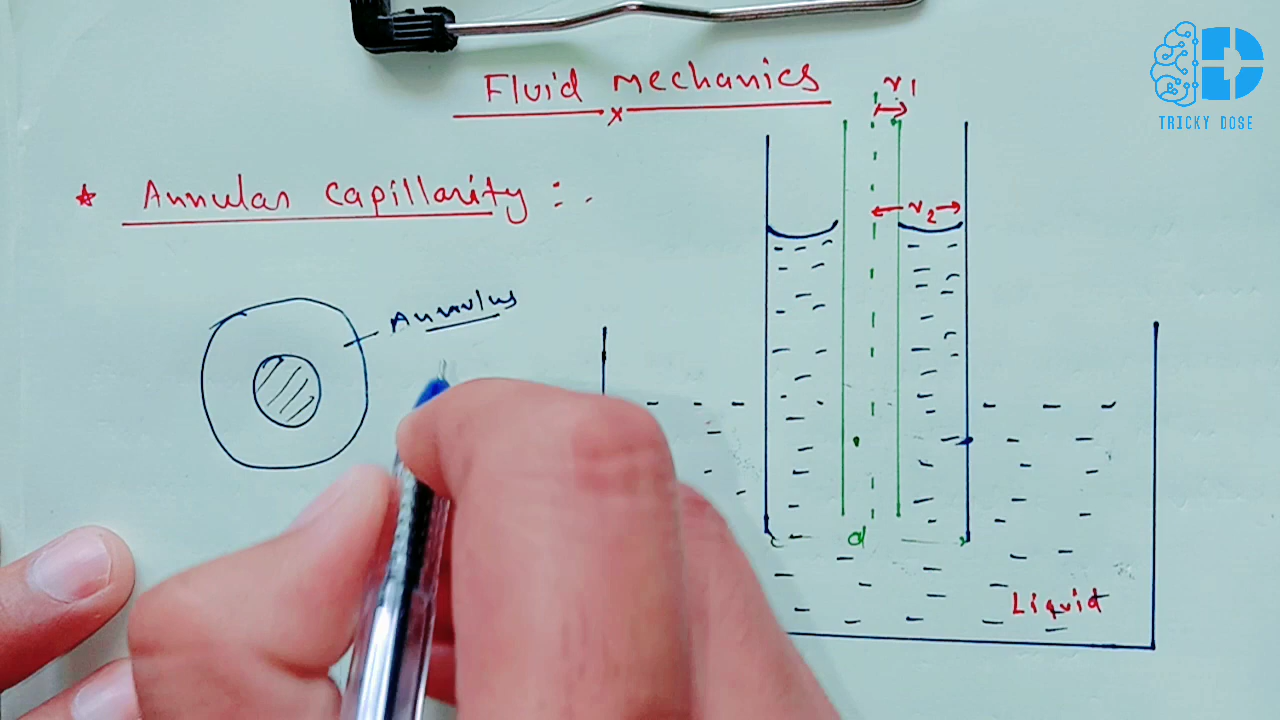 Fluid mechanics
x
r1
TRICKY DOSE
* Annular Capillarity : -
r2
Annulus
d
Liquid